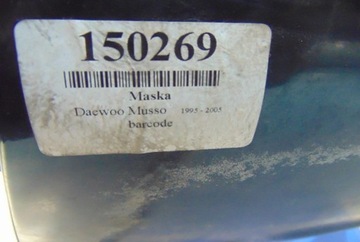 150269
Maska
Daewoo Musso 1995 - 2005
barcode